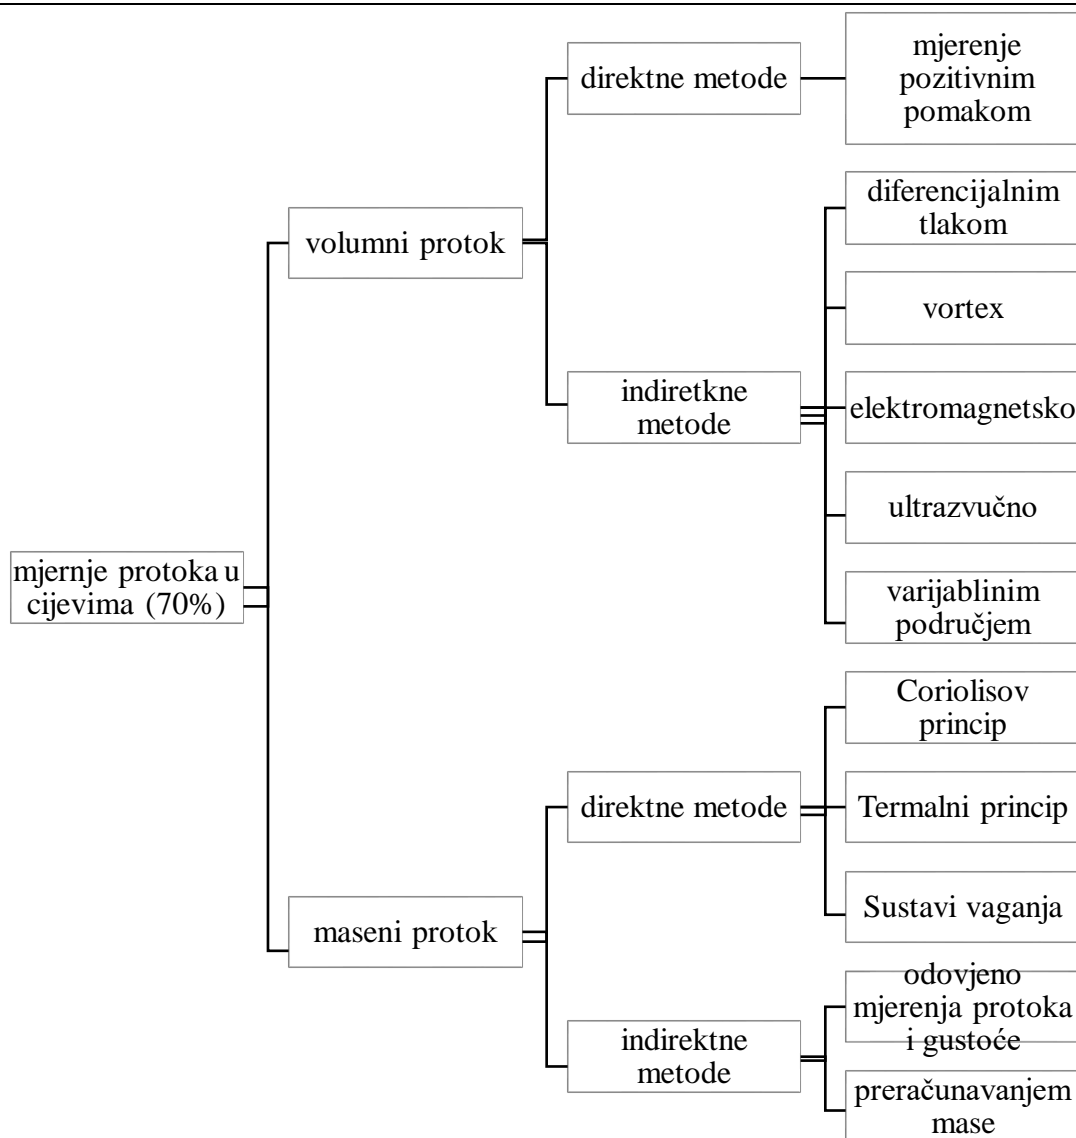 mjerenje
pozitivnim
pomakom
direktne metode
diferencijalnim
tlakom
volumni protok
vortex
indiretkne
metode
elektromagnetsko
ultrazvučno
varijablinim
područjem
mjernje protoka u
cijevima (70%)
Coriolisov
princip
direktne metode
Termalni princip
Sustavi vaganja
maseni protok
odovjeno
mjerenja protoka
i gustoće
indirektne
metode
preračunavanjem
mase